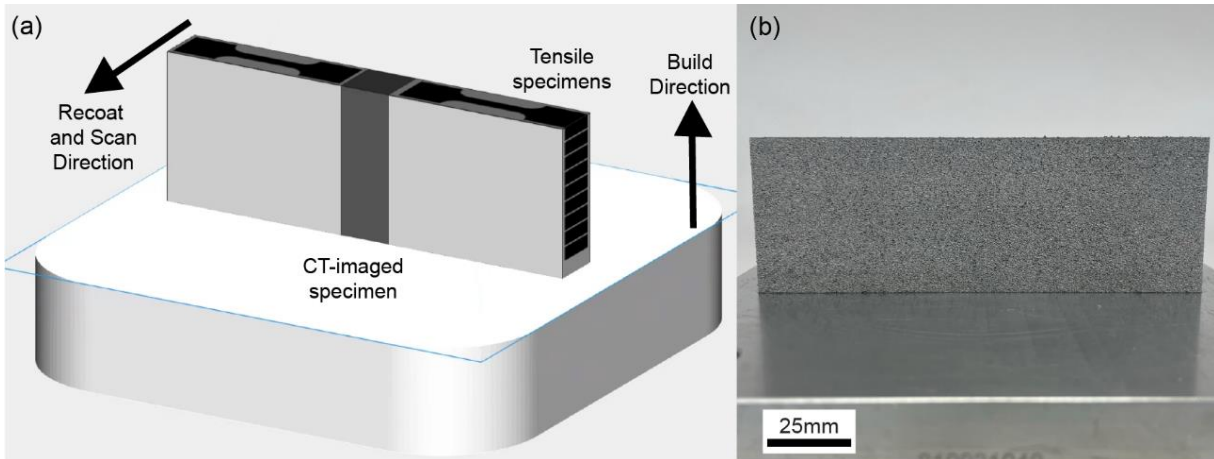 (a)
Recoat
and Scan
Direction
Tensile
specimens
Build
Direction
CT-imaged
specimen
(b)
25mm